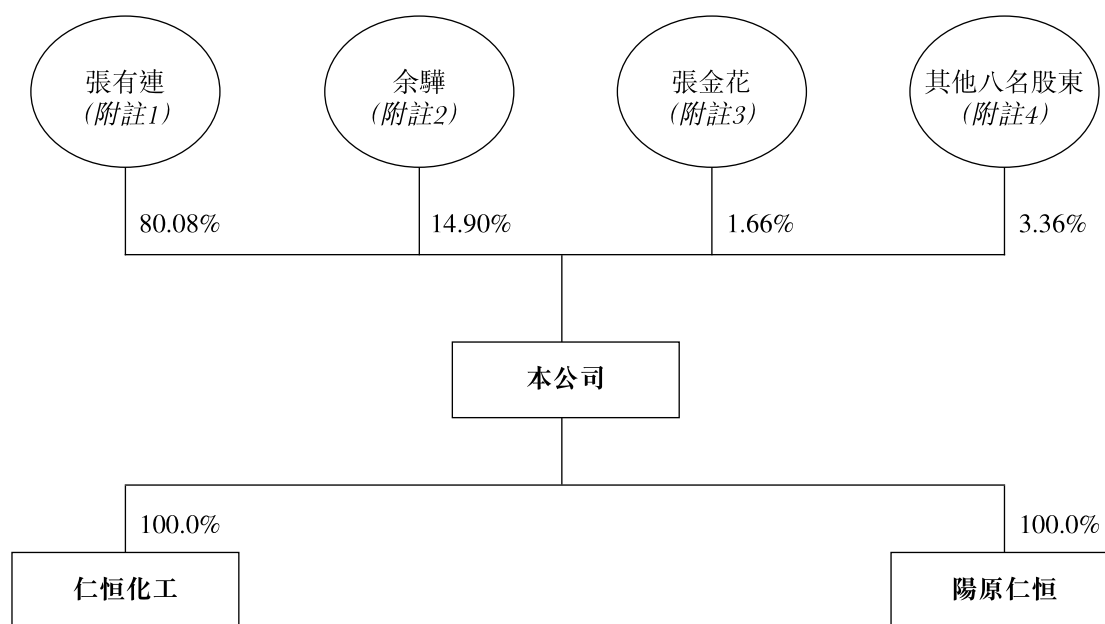 張有連
(附註1)
余驊
(附註2)
張金花
(附註3)
其他八名股東
(附註4)
80.08%
14.90%
1.66%
3.36%
本公司
100.0%
100.0%
仁恒化工
陽原仁恒